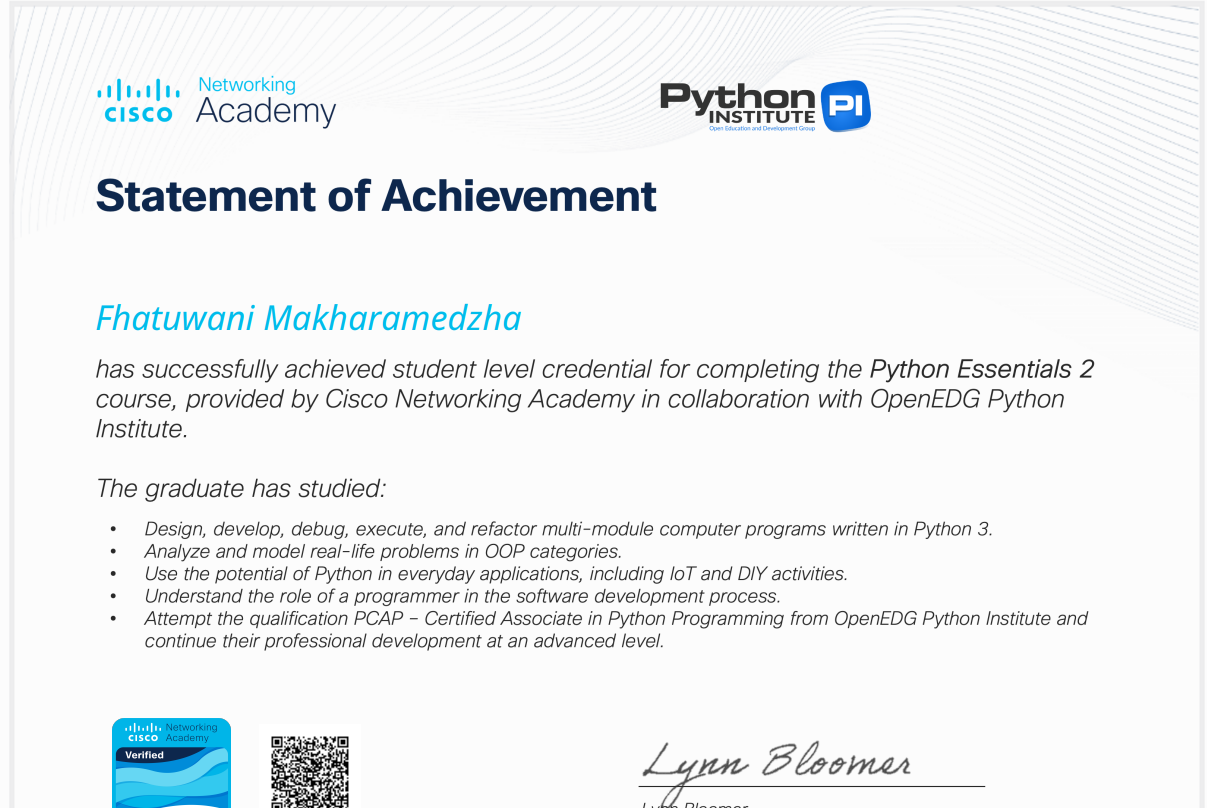 Networking
CISCO Academy
Python PI
INSTITUTE
Open Education and Development Group
Statement of Achievement
Fhatuwani Makharamedzha
has successfully achieved student level credential for completing the Python Essentials 2
course, provided by Cisco Networking Academy in collaboration with OpenEDG Python
Institute.
The graduate has studied:
• Design, develop, debug, execute, and refactor multi-module computer programs written in Python 3.
• Analyze and model real-life problems in OOP categories.
• Use the potential of Python in everyday applications, including IoT and DIY activities.
• Understand the role of a programmer in the software development process.
• Attempt the qualification PCAP – Certified Associate in Python Programming from OpenEDG Python Institute and
continue their professional development at an advanced level.
Networking
CISCO Academy
Verified
Lynn Bloomer
Lynn Bloomer